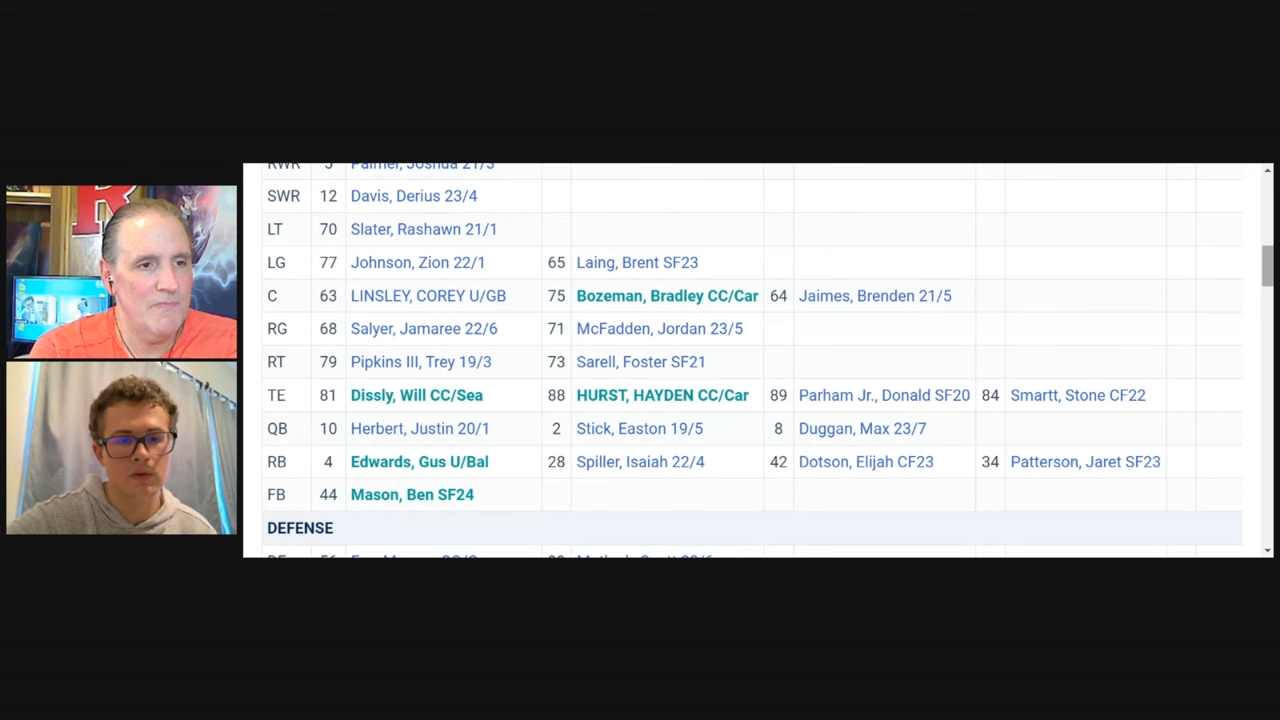 RWR 5 Palmer, Joshua 21/3
SWR 12 Davis, Derius 23/4
LT 70 Slater, Rashawn 21/1
LG 77 Johnson, Zion 22/1 65 Laing, Brent SF23
C 63 LINSLEY, COREY U/GB 75 Bozeman, Bradley CC/Car 64 Jaimes, Brenden 21/5
RG 68 Salyer, Jamaree 22/6 71 McFadden, Jordan 23/5
RT 79 Pipkins III, Trey 19/3 73 Sarell, Foster SF21
TE 81 Dissly, Will CC/Sea 88 HURST, HAYDEN CC/Car 89 Parham Jr., Donald SF20 84 Smartt, Stone CF22
QB 10 Herbert, Justin 20/1 2 Stick, Easton 19/5 8 Duggan, Max 23/7
RB 4 Edwards, Gus U/Bal 28 Spiller, Isaiah 22/4 42 Dotson, Elijah CF23 34 Patterson, Jaret SF23
FB 44 Mason, Ben SF24
DEFENSE
R